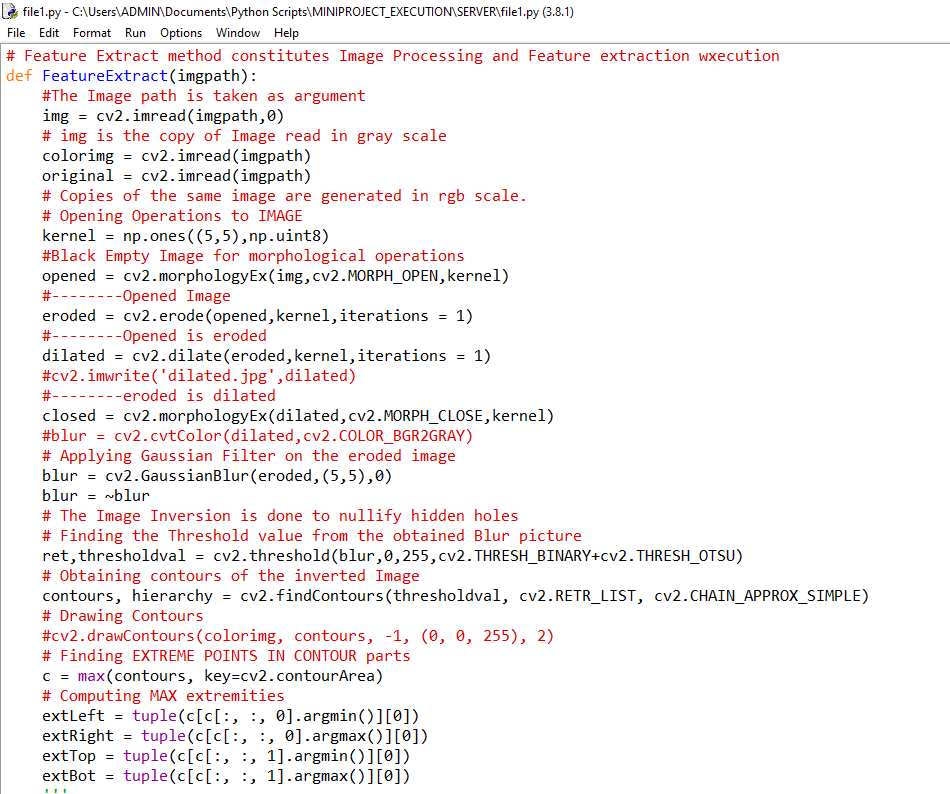 file1.py - C:\Users\ADMIN\Documents\Python Scripts\MINIPROJECT_EXECUTION\SERVER\file1.py (3.8.1)
File Edit Format Run Options Window Help
# Feature Extract method constitutes Image Processing and Feature extraction wxecution
def FeatureExtract(imgpath):
    #The Image path is taken as argument
    img = cv2.imread(imgpath,0)
    # img is the copy of Image read in gray scale
    colorimg = cv2.imread(imgpath)
    original = cv2.imread(imgpath)
    # Copies of the same image are generated in rgb scale.
    # Opening Operations to IMAGE
    kernel = np.ones((5,5),np.uint8)
    #Black Empty Image for morphological operations
    opened = cv2.morphologyEx(img,cv2.MORPH_OPEN,kernel)
    #--------Opened Image
    eroded = cv2.erode(opened,kernel,iterations = 1)
    #--------Opened is eroded
    dilated = cv2.dilate(eroded,kernel,iterations = 1)
    #cv2.imwrite('dilated.jpg',dilated)
    #--------eroded is dilated
    closed = cv2.morphologyEx(dilated,cv2.MORPH_CLOSE,kernel)
    #blur = cv2.cvtColor(dilated,cv2.COLOR_BGR2GRAY)
    # Applying Gaussian Filter on the eroded image
    blur = cv2.GaussianBlur(eroded,(5,5),0)
    blur = ~blur
    # The Image Inversion is done to nullify hidden holes
    # Finding the Threshold value from the obtained Blur picture
    ret,thresholdval = cv2.threshold(blur,0,255,cv2.THRESH_BINARY+cv2.THRESH_OTSU)
    # Obtaining contours of the inverted Image
    contours, hierarchy = cv2.findContours(thresholdval, cv2.RETR_LIST, cv2.CHAIN_APPROX_SIMPLE)
    # Drawing Contours
    #cv2.drawContours(colorimg, contours, -1, (0, 0, 255), 2)
    # Finding EXTREME POINTS IN CONTOUR parts
    c = max(contours, key=cv2.contourArea)
    # Computing MAX extremities
    extLeft = tuple(c[c[:, :, 0].argmin()][0])
    extRight = tuple(c[c[:, :, 0].argmax()][0])
    extTop = tuple(c[c[:, :, 1].argmin()][0])
    extBot = tuple(c[c[:, :, 1].argmax()][0])
    '''